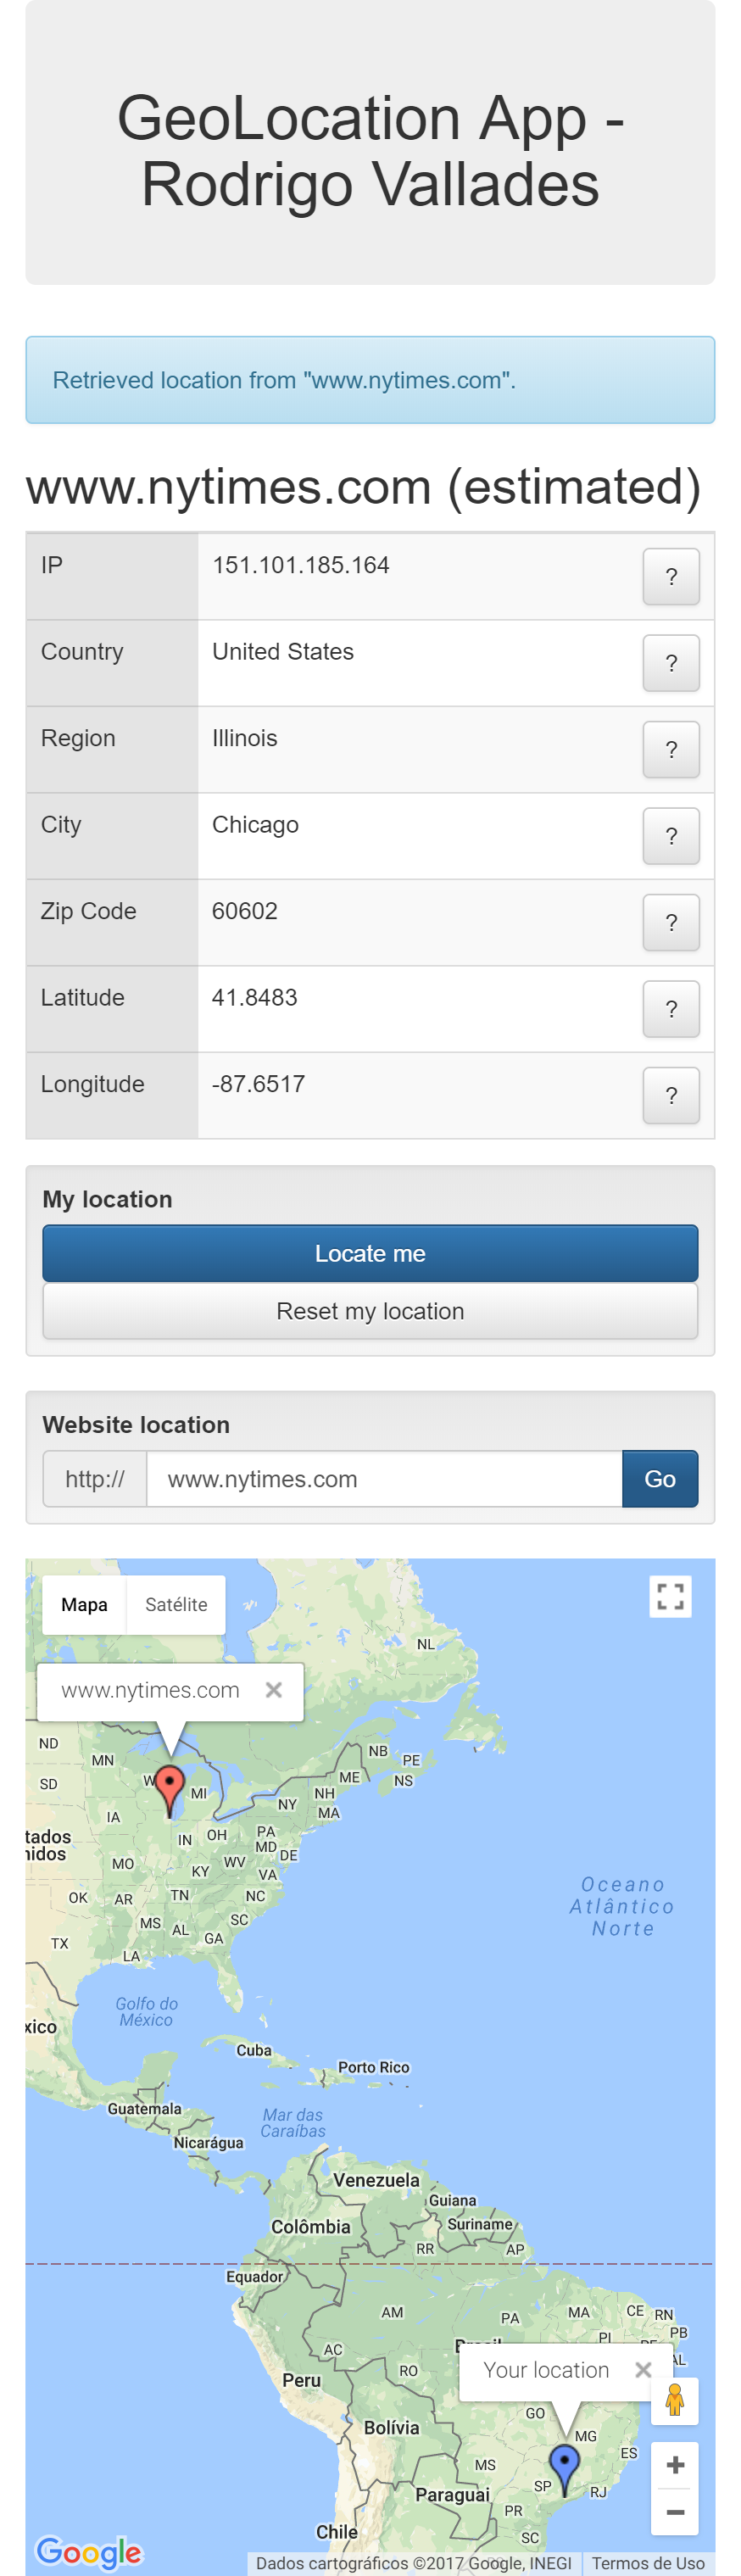 GeoLocation App -
Rodrigo Vallades
Retrieved location from "www.nytimes.com".
www.nytimes.com (estimated)
IP 151.101.185.164 ?
Country United States ?
Region Illinois ?
City Chicago ?
Zip Code 60602 ?
Latitude 41.8483 ?
Longitude -87.6517 ?
My location
Locate me
Reset my location
Website location
http:// www.nytimes.com Go
Mapa Satélite
NL
www.nytimes.com
ND
MN
NB
PE
SD
MI
ME
NS
NH
NY
MA
IA
tados
nidos
IN
OH
PA
MD
DE
MO
KY
WV
VA
OK
AR
TN
NC
MS
AL
GA
SC
TX
LA
Oceano
Atlântico
Norte
Golfo do
México
xico
Cuba
Porto Rico
Guatemala
Mar das
Caraíbas
Nicarágua
Venezuela
Guiana
Colômbia
Suriname
RR
AP
Equador
AM
PA
MA
CE
RN
PB
AC
RO
Your location
Peru
GO
Bolívia
MG
ES
MS
SP
RJ
Paraguai
PR
Chile
SC
Google
Dados cartográficos ©2017 Google, INEGI
Termos de Uso